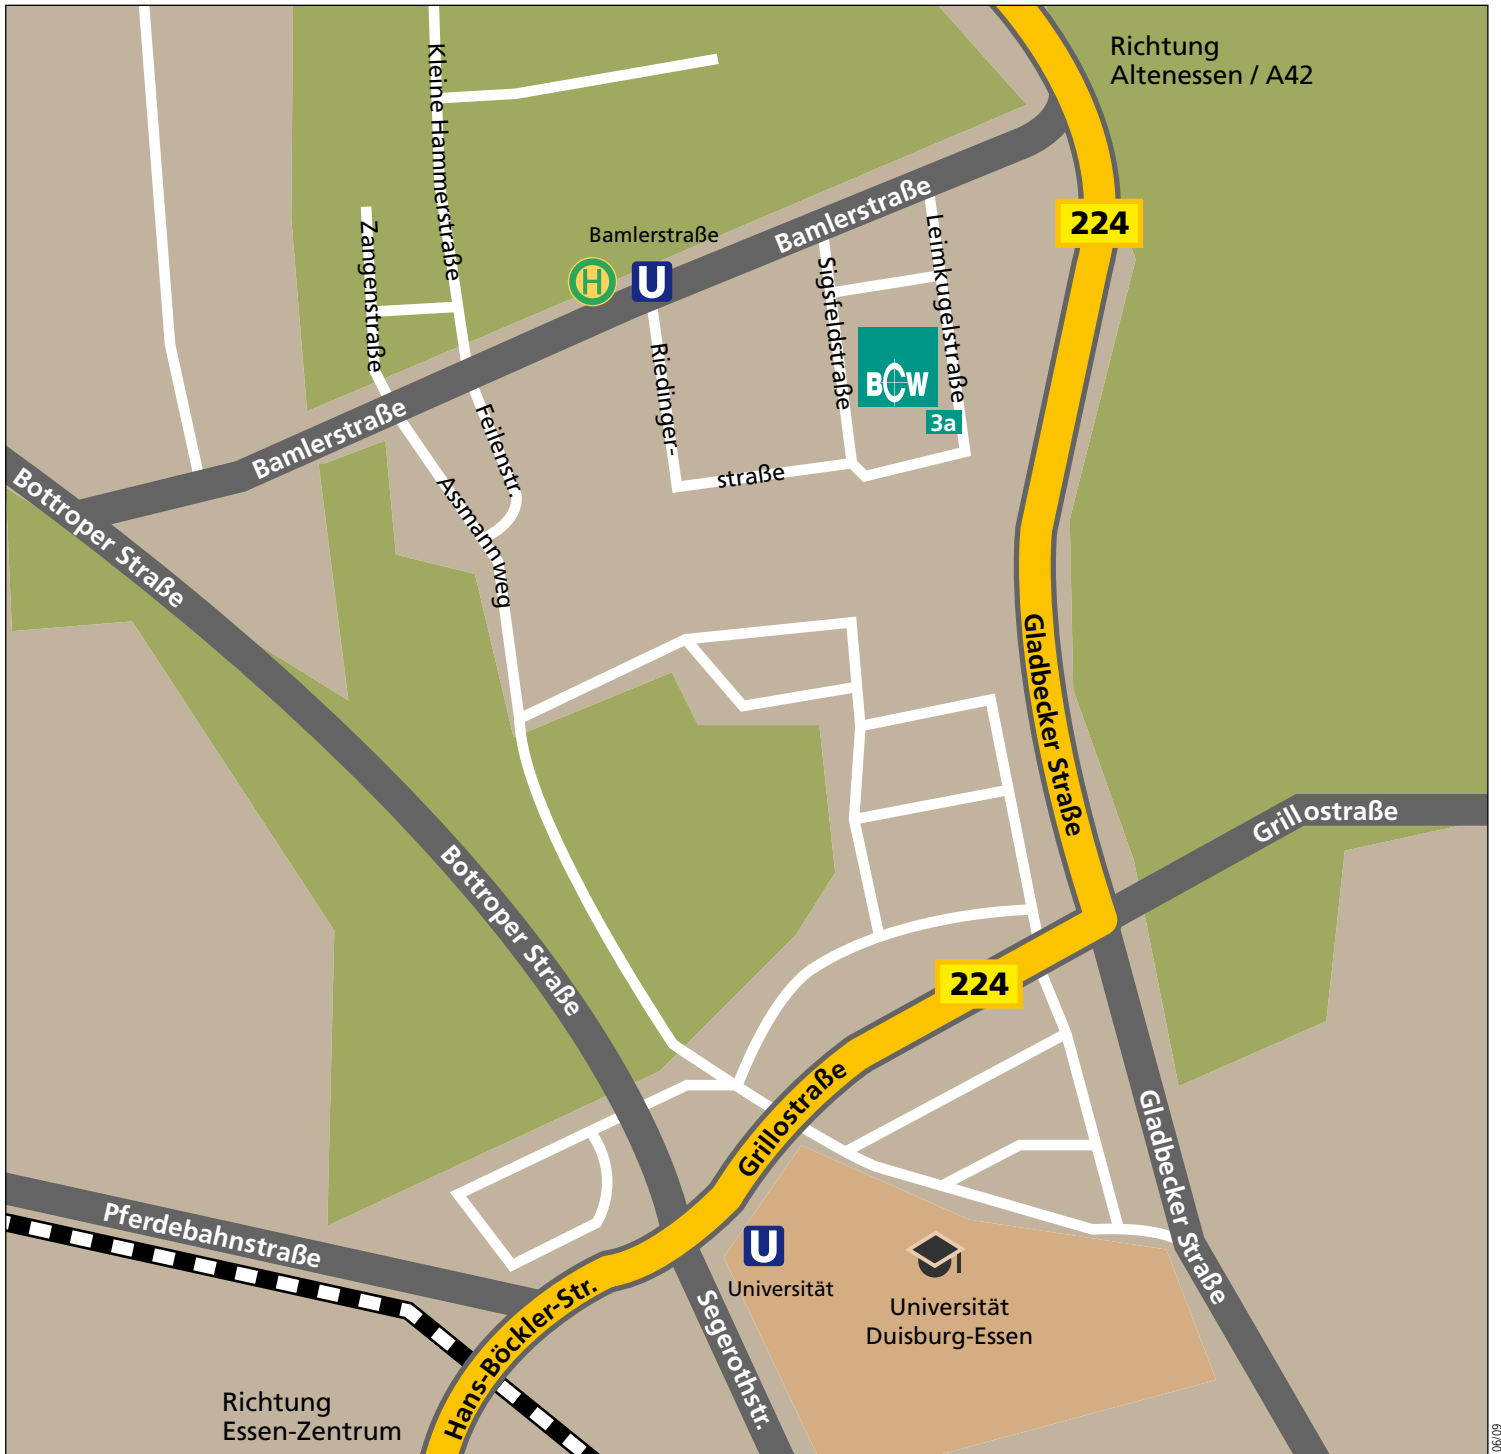 Richtung
Altenessen / A42
Kleine Hammerstraße
Zangenstraße
Bamlerstraße
Bamlerstraße
H
U
224
Leimkugelstraße
Sigsfeldstraße
BCW
3a
Riedinger-
straße
Bamlerstraße
Feilenstr.
Assmannweg
Bottroper Straße
Gladbecker Straße
Grillostraße
Bottroper Straße
224
Grillostraße
Gladbecker Straße
Pferdebahnstraße
U
Universität
Universität
Duisburg-Essen
Hans-Böckler-Str.
Segerothstr.
Richtung
Essen-Zentrum
09/09